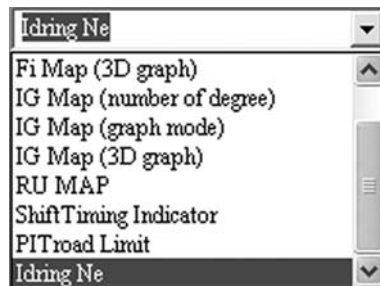 Idring Ne
Fi Map (3D graph)
IG Map (number of degree)
IG Map (graph mode)
IG Map (3D graph)
RU MAP
ShiftTiming Indicator
PITroad Limit
Idring Ne